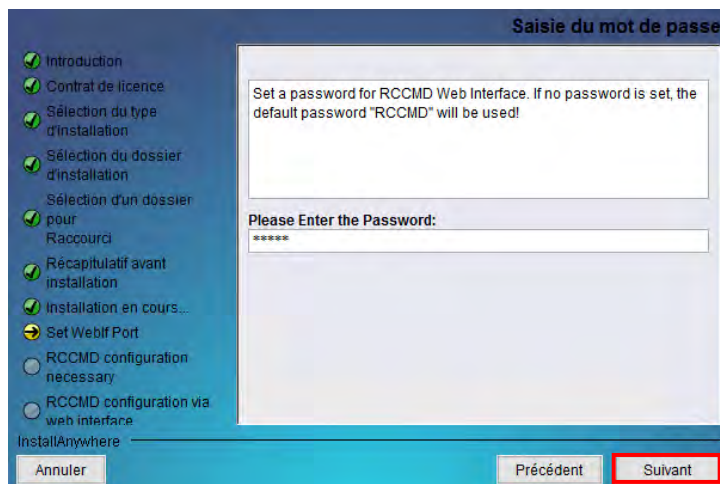 Saisie du mot de passe
Introduction
Contrat de licence
Sélection du type
d'installation
Sélection du dossier
d'installation
Sélection d'un dossier
pour
Raccourci
Récapitulatif avant
installation
Installation en cours...
Set WebIf Port
RCCMD configuration
necessary
RCCMD configuration via
web interface
Set a password for RCCMD Web Interface. If no password is set, the
default password "RCCMD" will be used!
Please Enter the Password:
*****
InstallAnywhere
Annuler
Précédent
Suivant